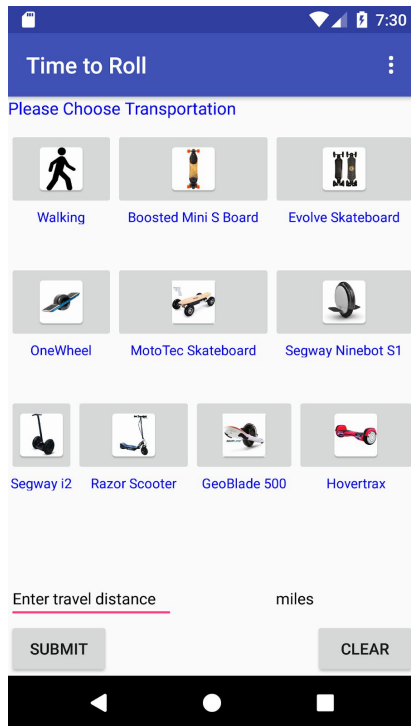 7:30
Time to Roll
Please Choose Transportation
Walking Boosted Mini S Board Evolve Skateboard
OneWheel MotoTec Skateboard Segway Ninebot S1
Segway i2 Razor Scooter GeoBlade 500 Hovertrax
Enter travel distance miles
SUBMIT CLEAR